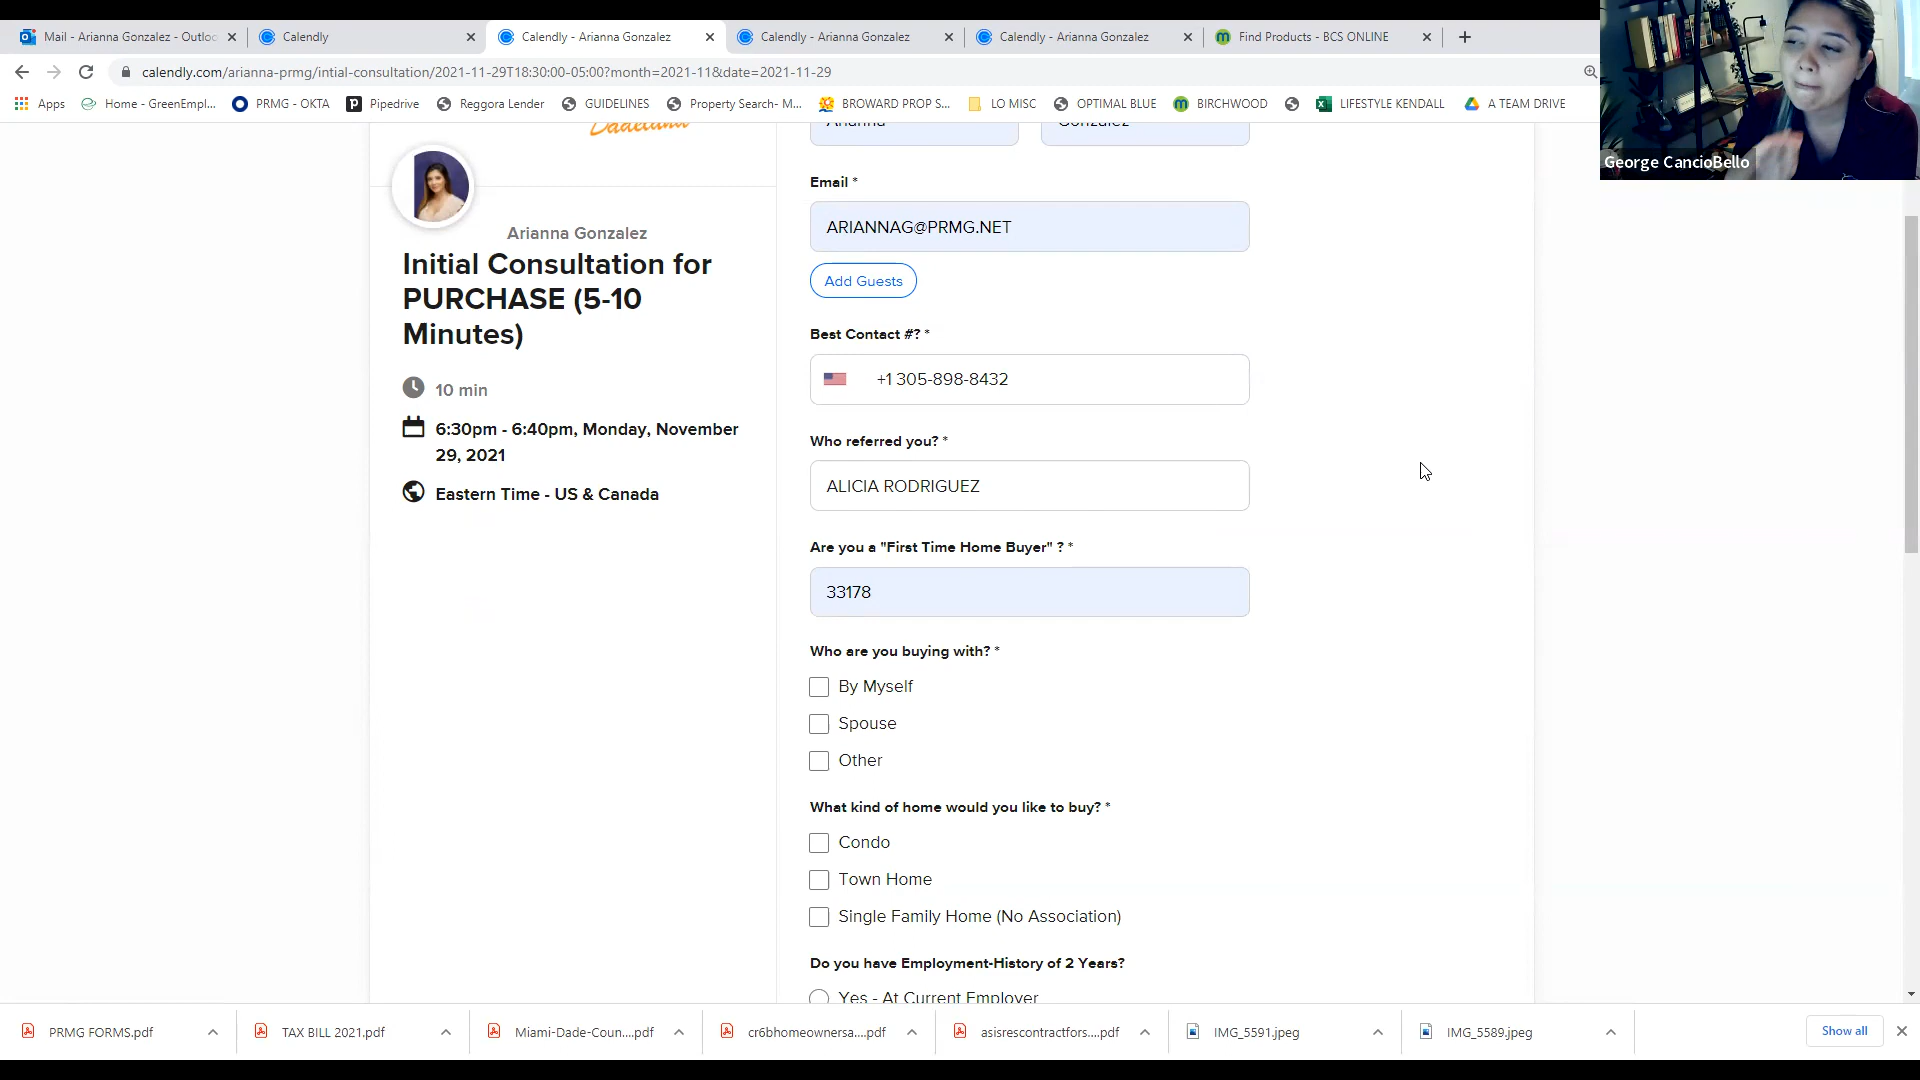 Mail - Arianna Gonzalez - Outloo
Calendly
Calendly - Arianna Gonzalez
Calendly - Arianna Gonzalez
Calendly - Arianna Gonzalez
Find Products - BCS ONLINE
calendly.com/arianna-prmg/intial-consultation/2021-11-29T18:30:00-05:00?month=2021-11&date=2021-11-29
Apps
Home - GreenEmpl...
PRMG - OKTA
Pipedrive
Reggora Lender
GUIDELINES
Property Search- M...
BROWARD PROP S...
LO MISC
OPTIMAL BLUE
BIRCHWOOD
LIFESTYLE KENDALL
A TEAM DRIVE
George CancioBello
Dadeland
Arianna
Gonzalez
Arianna Gonzalez
Initial Consultation for
PURCHASE (5-10
Minutes)
10 min
6:30pm - 6:40pm, Monday, November
29, 2021
Eastern Time - US & Canada
Email *
ARIANNAG@PRMG.NET
Add Guests
Best Contact #? *
+1 305-898-8432
Who referred you? *
ALICIA RODRIGUEZ
Are you a "First Time Home Buyer" ? *
33178
Who are you buying with? *
By Myself
Spouse
Other
What kind of home would you like to buy? *
Condo
Town Home
Single Family Home (No Association)
Do you have Employment-History of 2 Years?
Yes - At Current Employer
PRMG FORMS.pdf
TAX BILL 2021.pdf
Miami-Dade-Coun....pdf
cr6bhomeownersa....pdf
asisrescontractfors....pdf
IMG_5591.jpeg
IMG_5589.jpeg
Show all